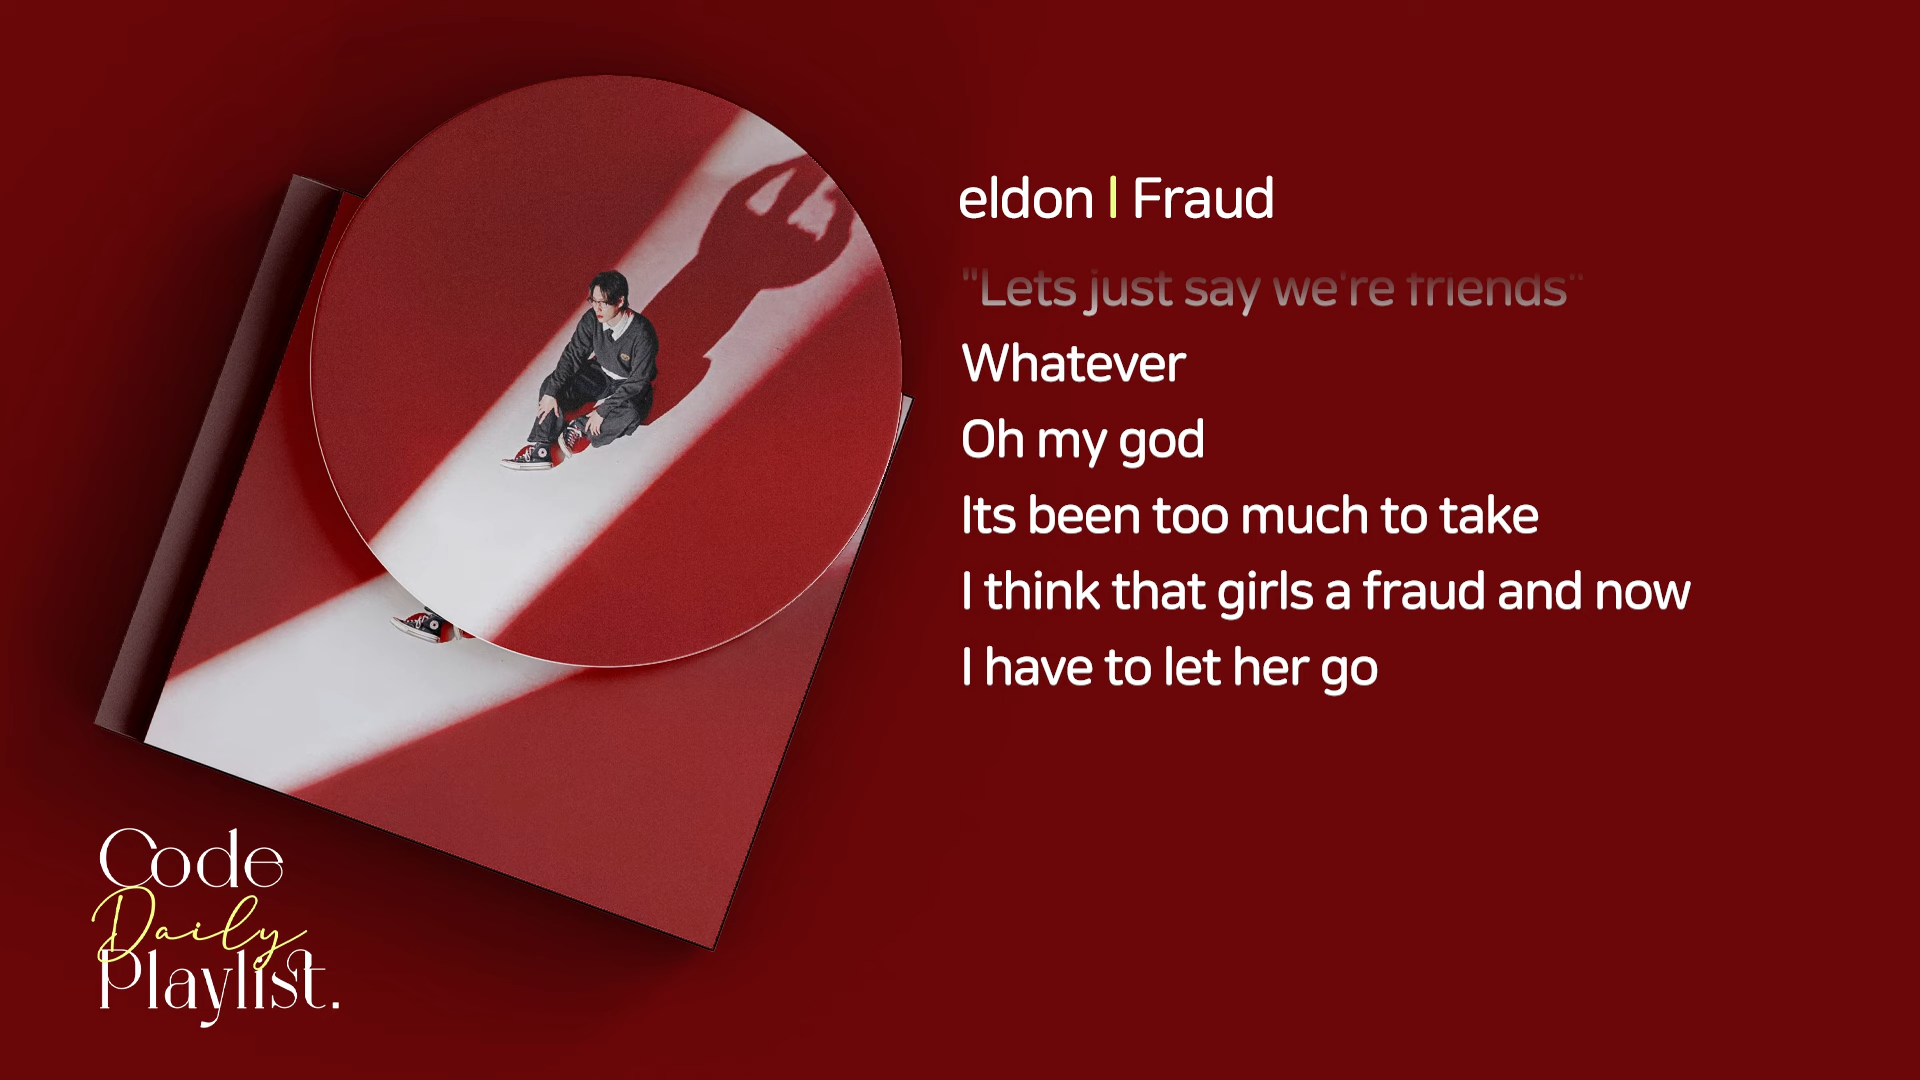 eldon | Fraud
"Lets just say we're friends"
Whatever
Oh my god
Its been too much to take
I think that girls a fraud and now
I have to let her go
Code
Daily
Playlist.